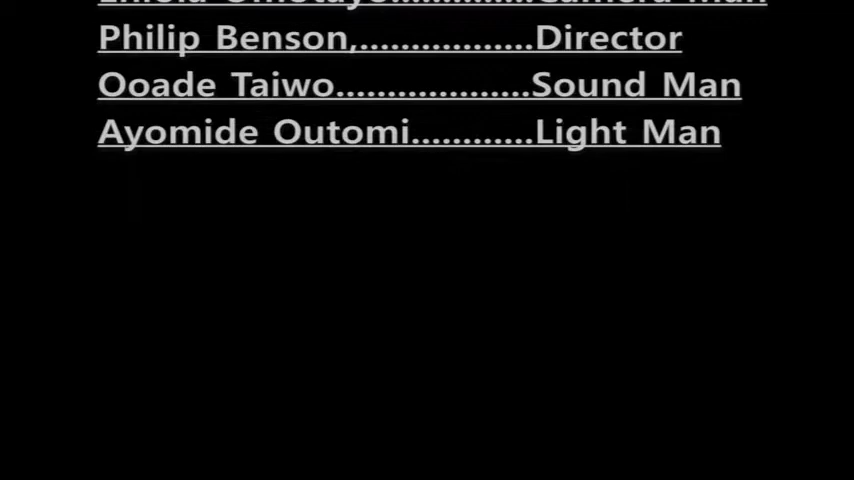 Philip Benson,.................Director
Ooade Taiwo...................Sound Man
Ayomide Outomi............Light Man